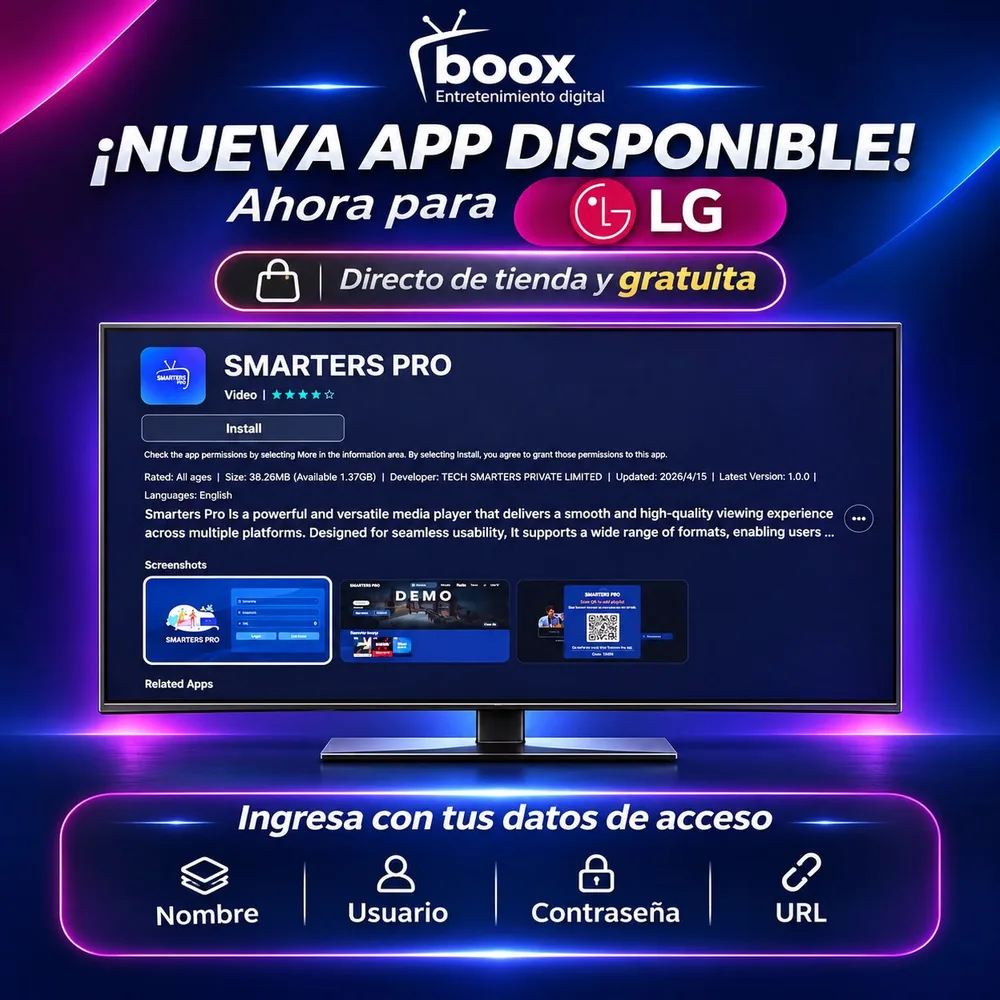 boox
Entretenimiento digital
¡NUEVA APP DISPONIBLE!
Ahora para LG
Directo de tienda y gratuita
SMARTERS PRO
SMARTERS PRO
Video |
Install
Check the app permissions by selecting More in the information area. By selecting Install, you agree to grant those permissions to this app.
Rated: All ages | Size: 38.26MB (Available 1.37GB) | Developer: TECH SMARTERS PRIVATE LIMITED | Updated: 2026/4/15 | Latest Version: 1.0.0 |
Languages: English
Smarters Pro Is a powerful and versatile media player that delivers a smooth and high-quality viewing experience
across multiple platforms. Designed for seamless usability, It supports a wide range of formats, enabling users ...
Screenshots
SMARTERS PRO
SMARTERS PRO
DEMO
SMARTERS PRO
Related Apps
Ingresa con tus datos de acceso
Nombre
Usuario
Contraseña
URL